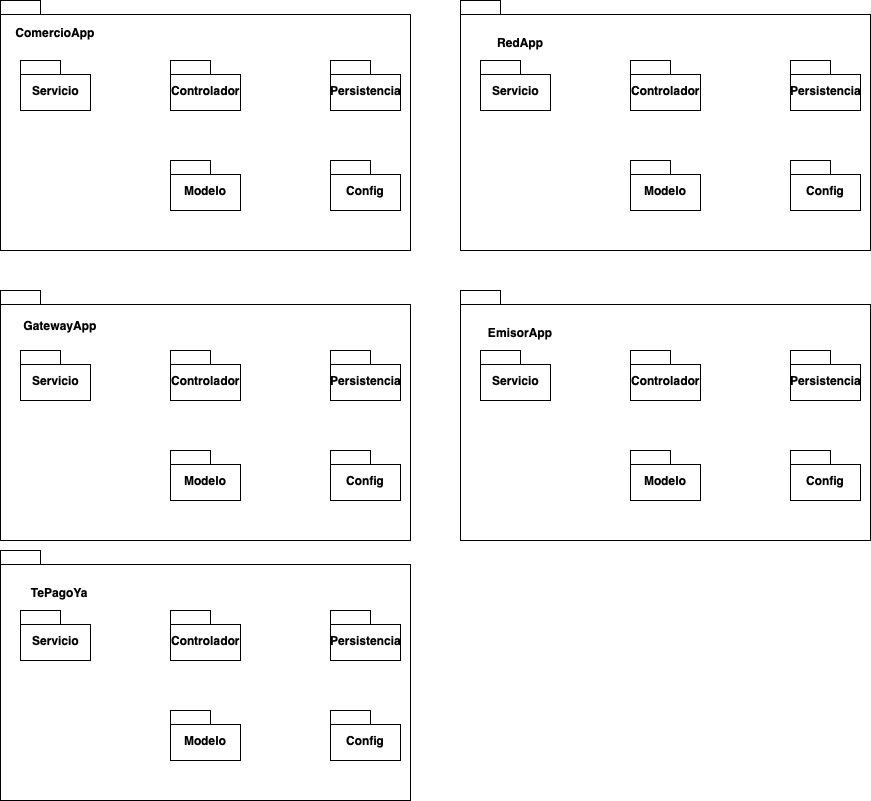 ComercioApp
Servicio
Controlador
Persistencia
Modelo
Config
RedApp
Servicio
Controlador
Persistencia
Modelo
Config
GatewayApp
Servicio
Controlador
Persistencia
Modelo
Config
EmisorApp
Servicio
Controlador
Persistencia
Modelo
Config
TePagoYa
Servicio
Controlador
Persistencia
Modelo
Config